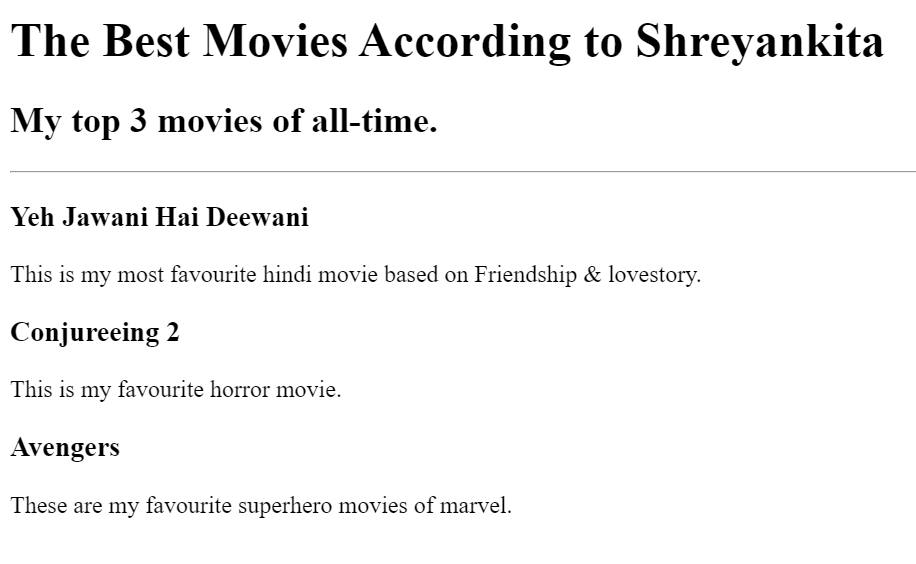 The Best Movies According to Shreyankita
My top 3 movies of all-time.
Yeh Jawani Hai Deewani
This is my most favourite hindi movie based on Friendship & lovestory.
Conjureeing 2
This is my favourite horror movie.
Avengers
These are my favourite superhero movies of marvel.